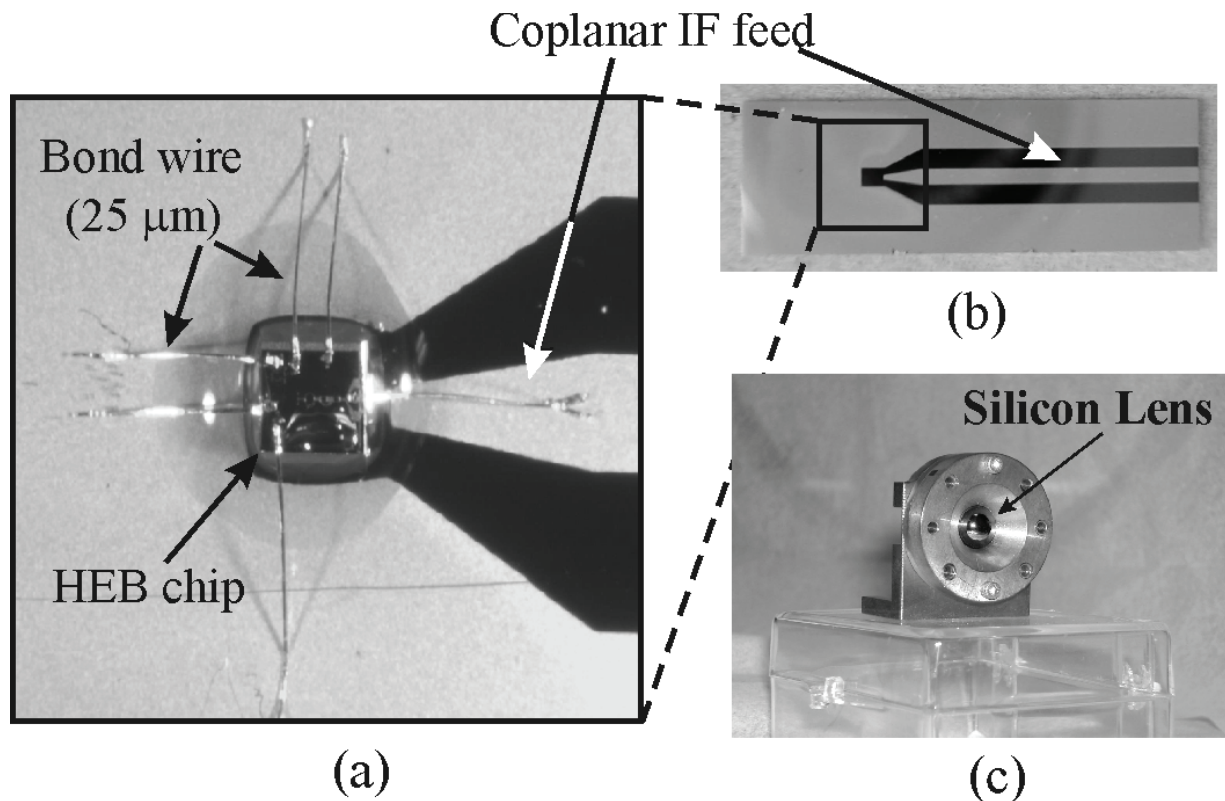 Coplanar IF feed
Bond wire
(25 μm)
HEB chip
(a)
(b)
Silicon Lens
(c)